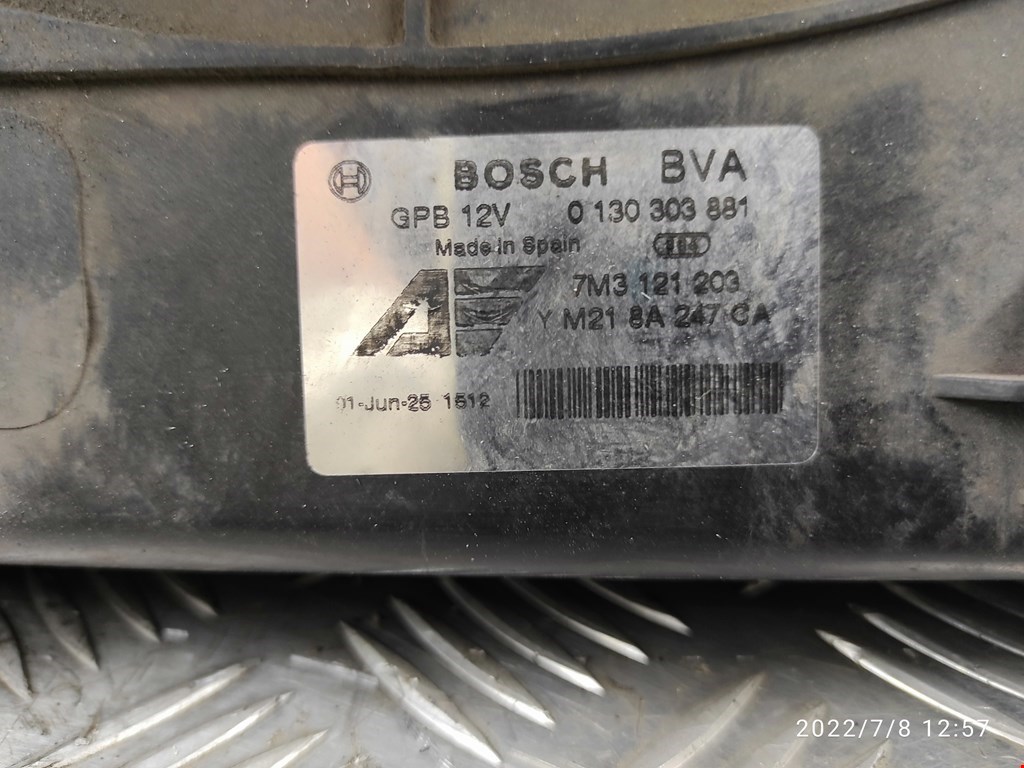 BOSCH BVA
GPB 12V 0 130 303 881
Made in Spain
7M3 121 203
YM21 8A 247 CA
01-Jun-25 1512
2022/7/8 12:57